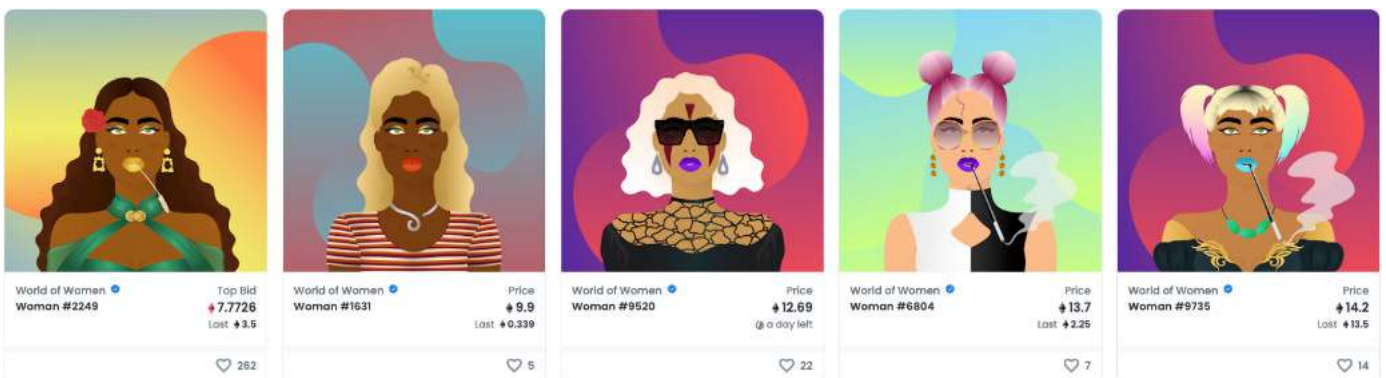 World of Women Top Bid
Woman #2249 7.7726
Last 3.5
262
World of Women Price
Woman #1631 9.9
Last 0.339
5
World of Women Price
Woman #9520 12.69
a day left
22
World of Women Price
Woman #6804 13.7
Last 2.25
7
World of Women Price
Woman #9735 14.2
Last 13.5
14